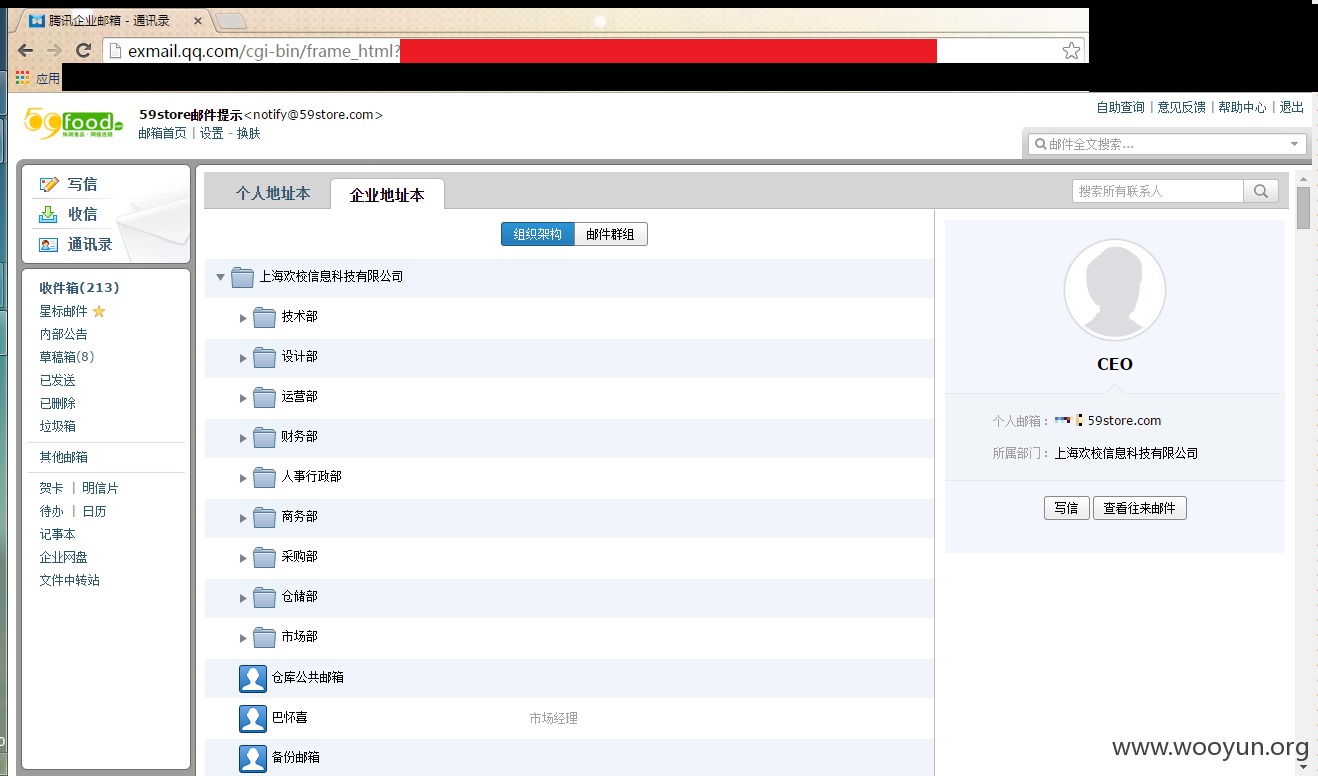 腾讯企业邮箱 - 通讯录
exmail.qq.com/cgi-bin/frame_html?
应用
59food
59store邮件提示<notify@59store.com>
自助查询 | 意见反馈 | 帮助中心 | 退出
邮箱首页 | 设置 - 换肤
邮件全文搜索...
写信
收信
通讯录
收件箱(213)
星标邮件
内部公告
草稿箱(8)
已发送
已删除
垃圾箱
其他邮箱
贺卡 | 明信片
待办 | 日历
记事本
企业网盘
文件中转站
个人地址本 企业地址本
搜索所有联系人
组织架构 邮件群组
上海欢校信息科技有限公司
技术部
设计部
运营部
财务部
人事行政部
商务部
采购部
仓储部
市场部
仓库公共邮箱
巴怀喜 市场经理
备份邮箱
CEO
个人邮箱： 59store.com
所属部门：上海欢校信息科技有限公司
写信 查看往来邮件
www.wooyun.org